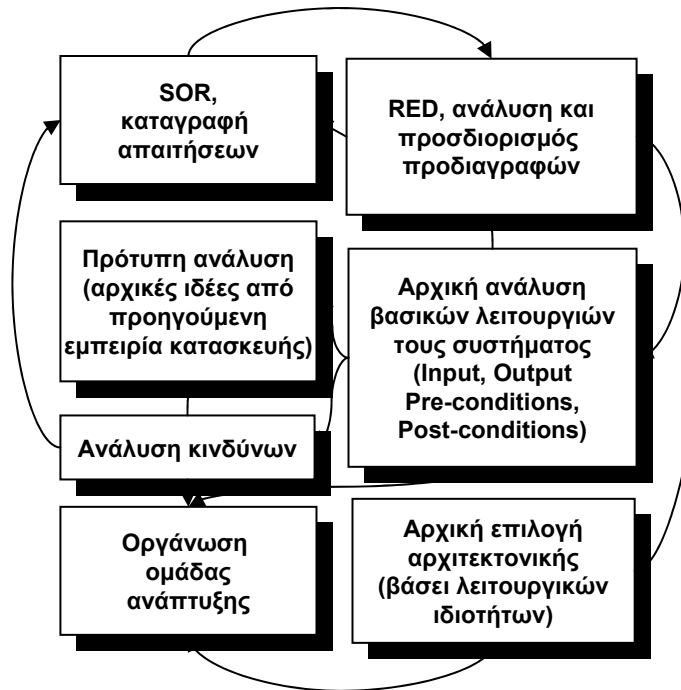 SOR,
καταγραφή
απαιτήσεων
RED, ανάλυση και
προσδιορισμός
προδιαγραφών
Πρότυπη ανάλυση
(αρχικές ιδέες από
προηγούμενη
εμπειρία κατασκευής)
Αρχική ανάλυση
βασικών λειτουργιών
τους συστήματος
(Input, Output
Pre-conditions,
Post-conditions)
Ανάλυση κινδύνων
Οργάνωση
ομάδας
ανάπτυξης
Αρχική επιλογή
αρχιτεκτονικής
(βάσει λειτουργικών
ιδιοτήτων)